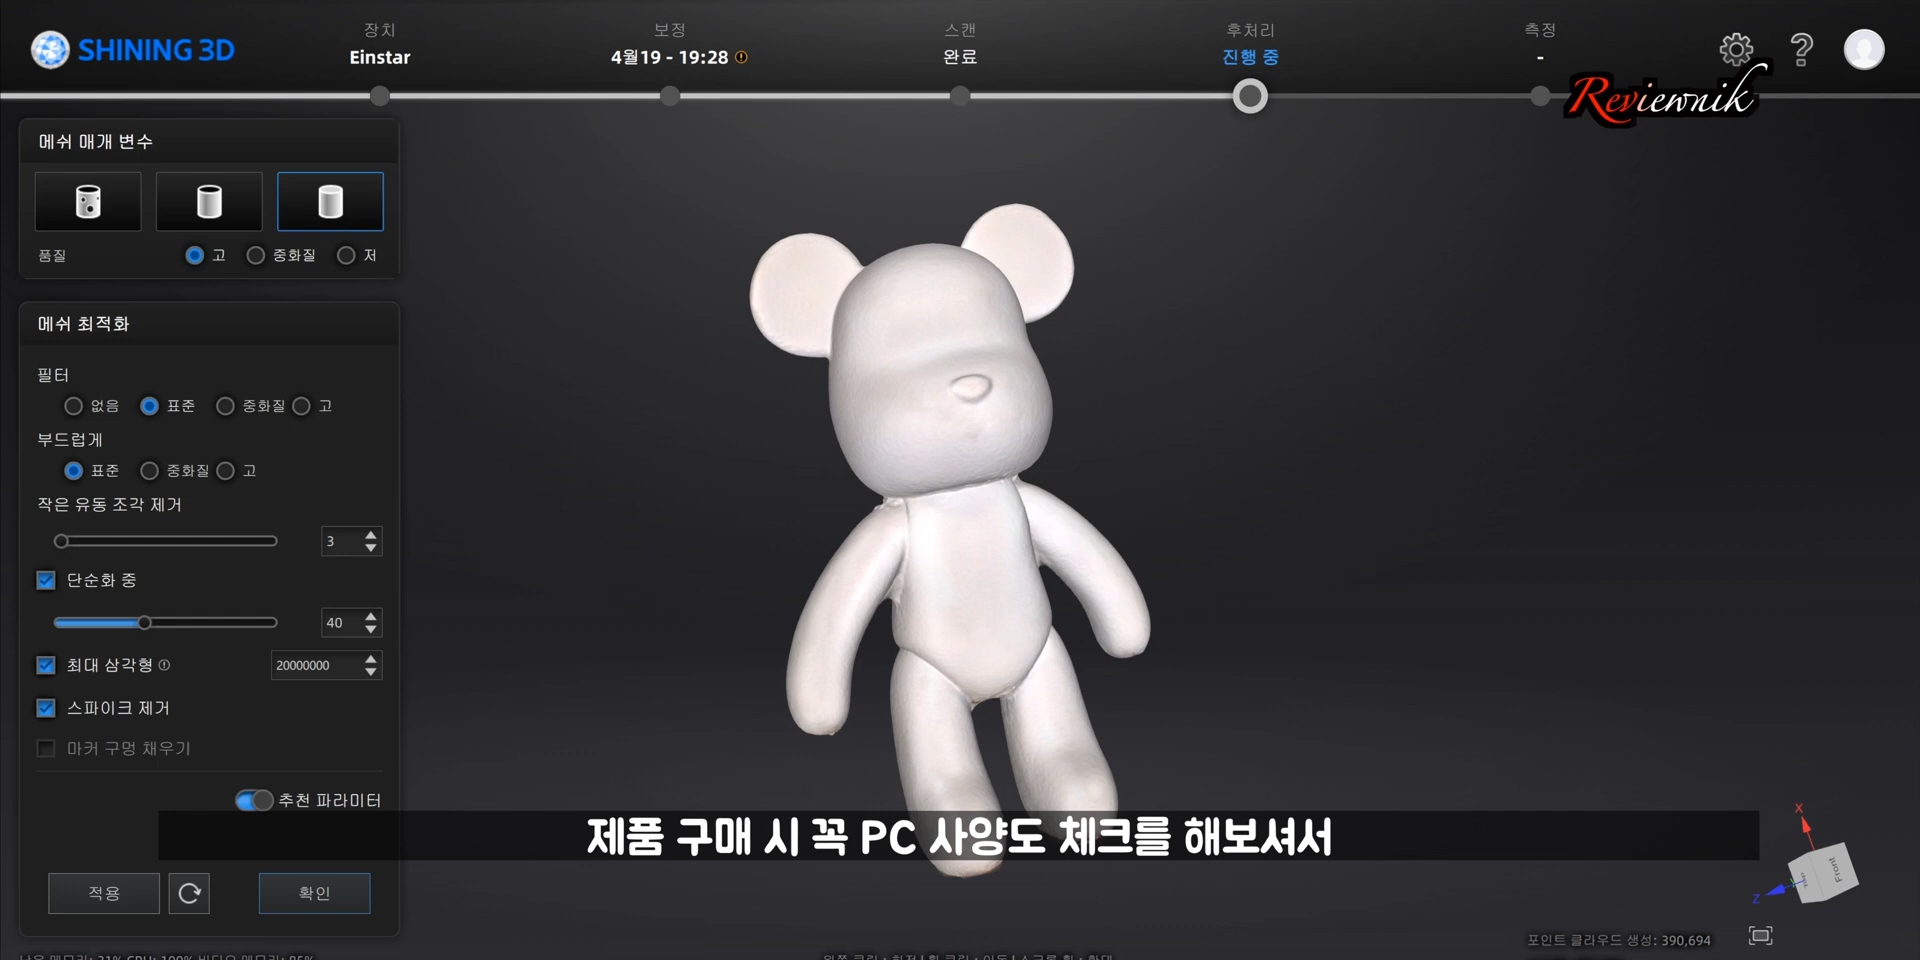 SHINING 3D
장치
Einstar
보정
4월19 - 19:28
스캔
완료
후처리
진행 중
측정
-
Reviewnik
메쉬 매개 변수
품질 고 중화질 저
메쉬 최적화
필터
없음 표준 중화질 고
부드럽게
표준 중화질 고
작은 유동 조각 제거
3
단순화 중
40
최대 삼각형 20000000
스파이크 제거
마커 구멍 채우기
추천 파라미터
제품 구매 시 꼭 PC 사양도 체크를 해보셔서
적용 확인
X
Front
Z
포인트 클라우드 생성: 390,694